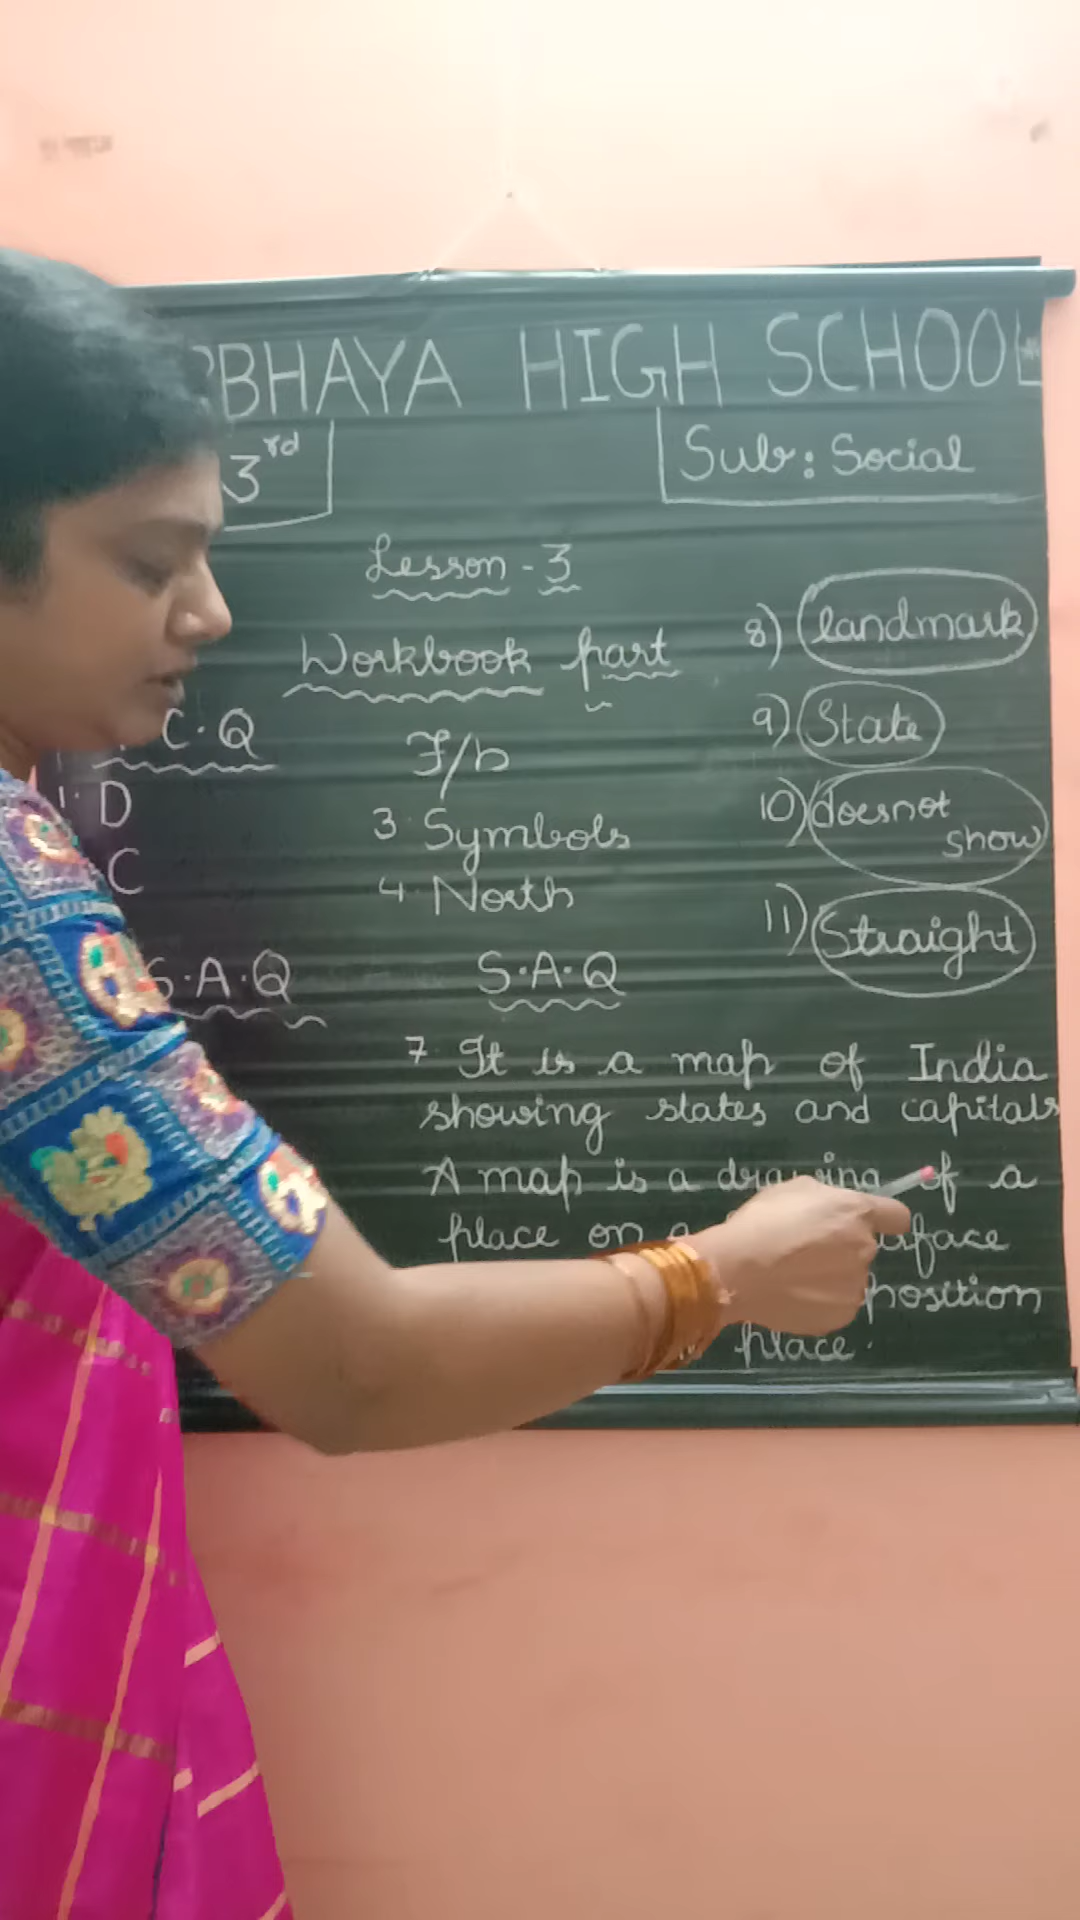 BHAYA HIGH SCHOOL
3rd
Sub: Social
Lesson - 3
Workbook part
C.Q
1. D
C
S.A.Q
F/b
3. Symbols
4. North
S.A.Q
7. It is a map of India
showing states and capitals
A map is a drawing of a
place on a
position
place.
8) landmark
9) State
10) doesnot
show
11) Straight